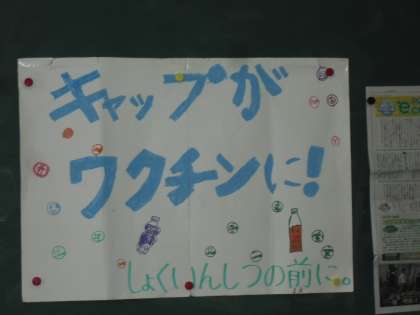 キャップが
ワクチンに!
しょくいんしつの前に。